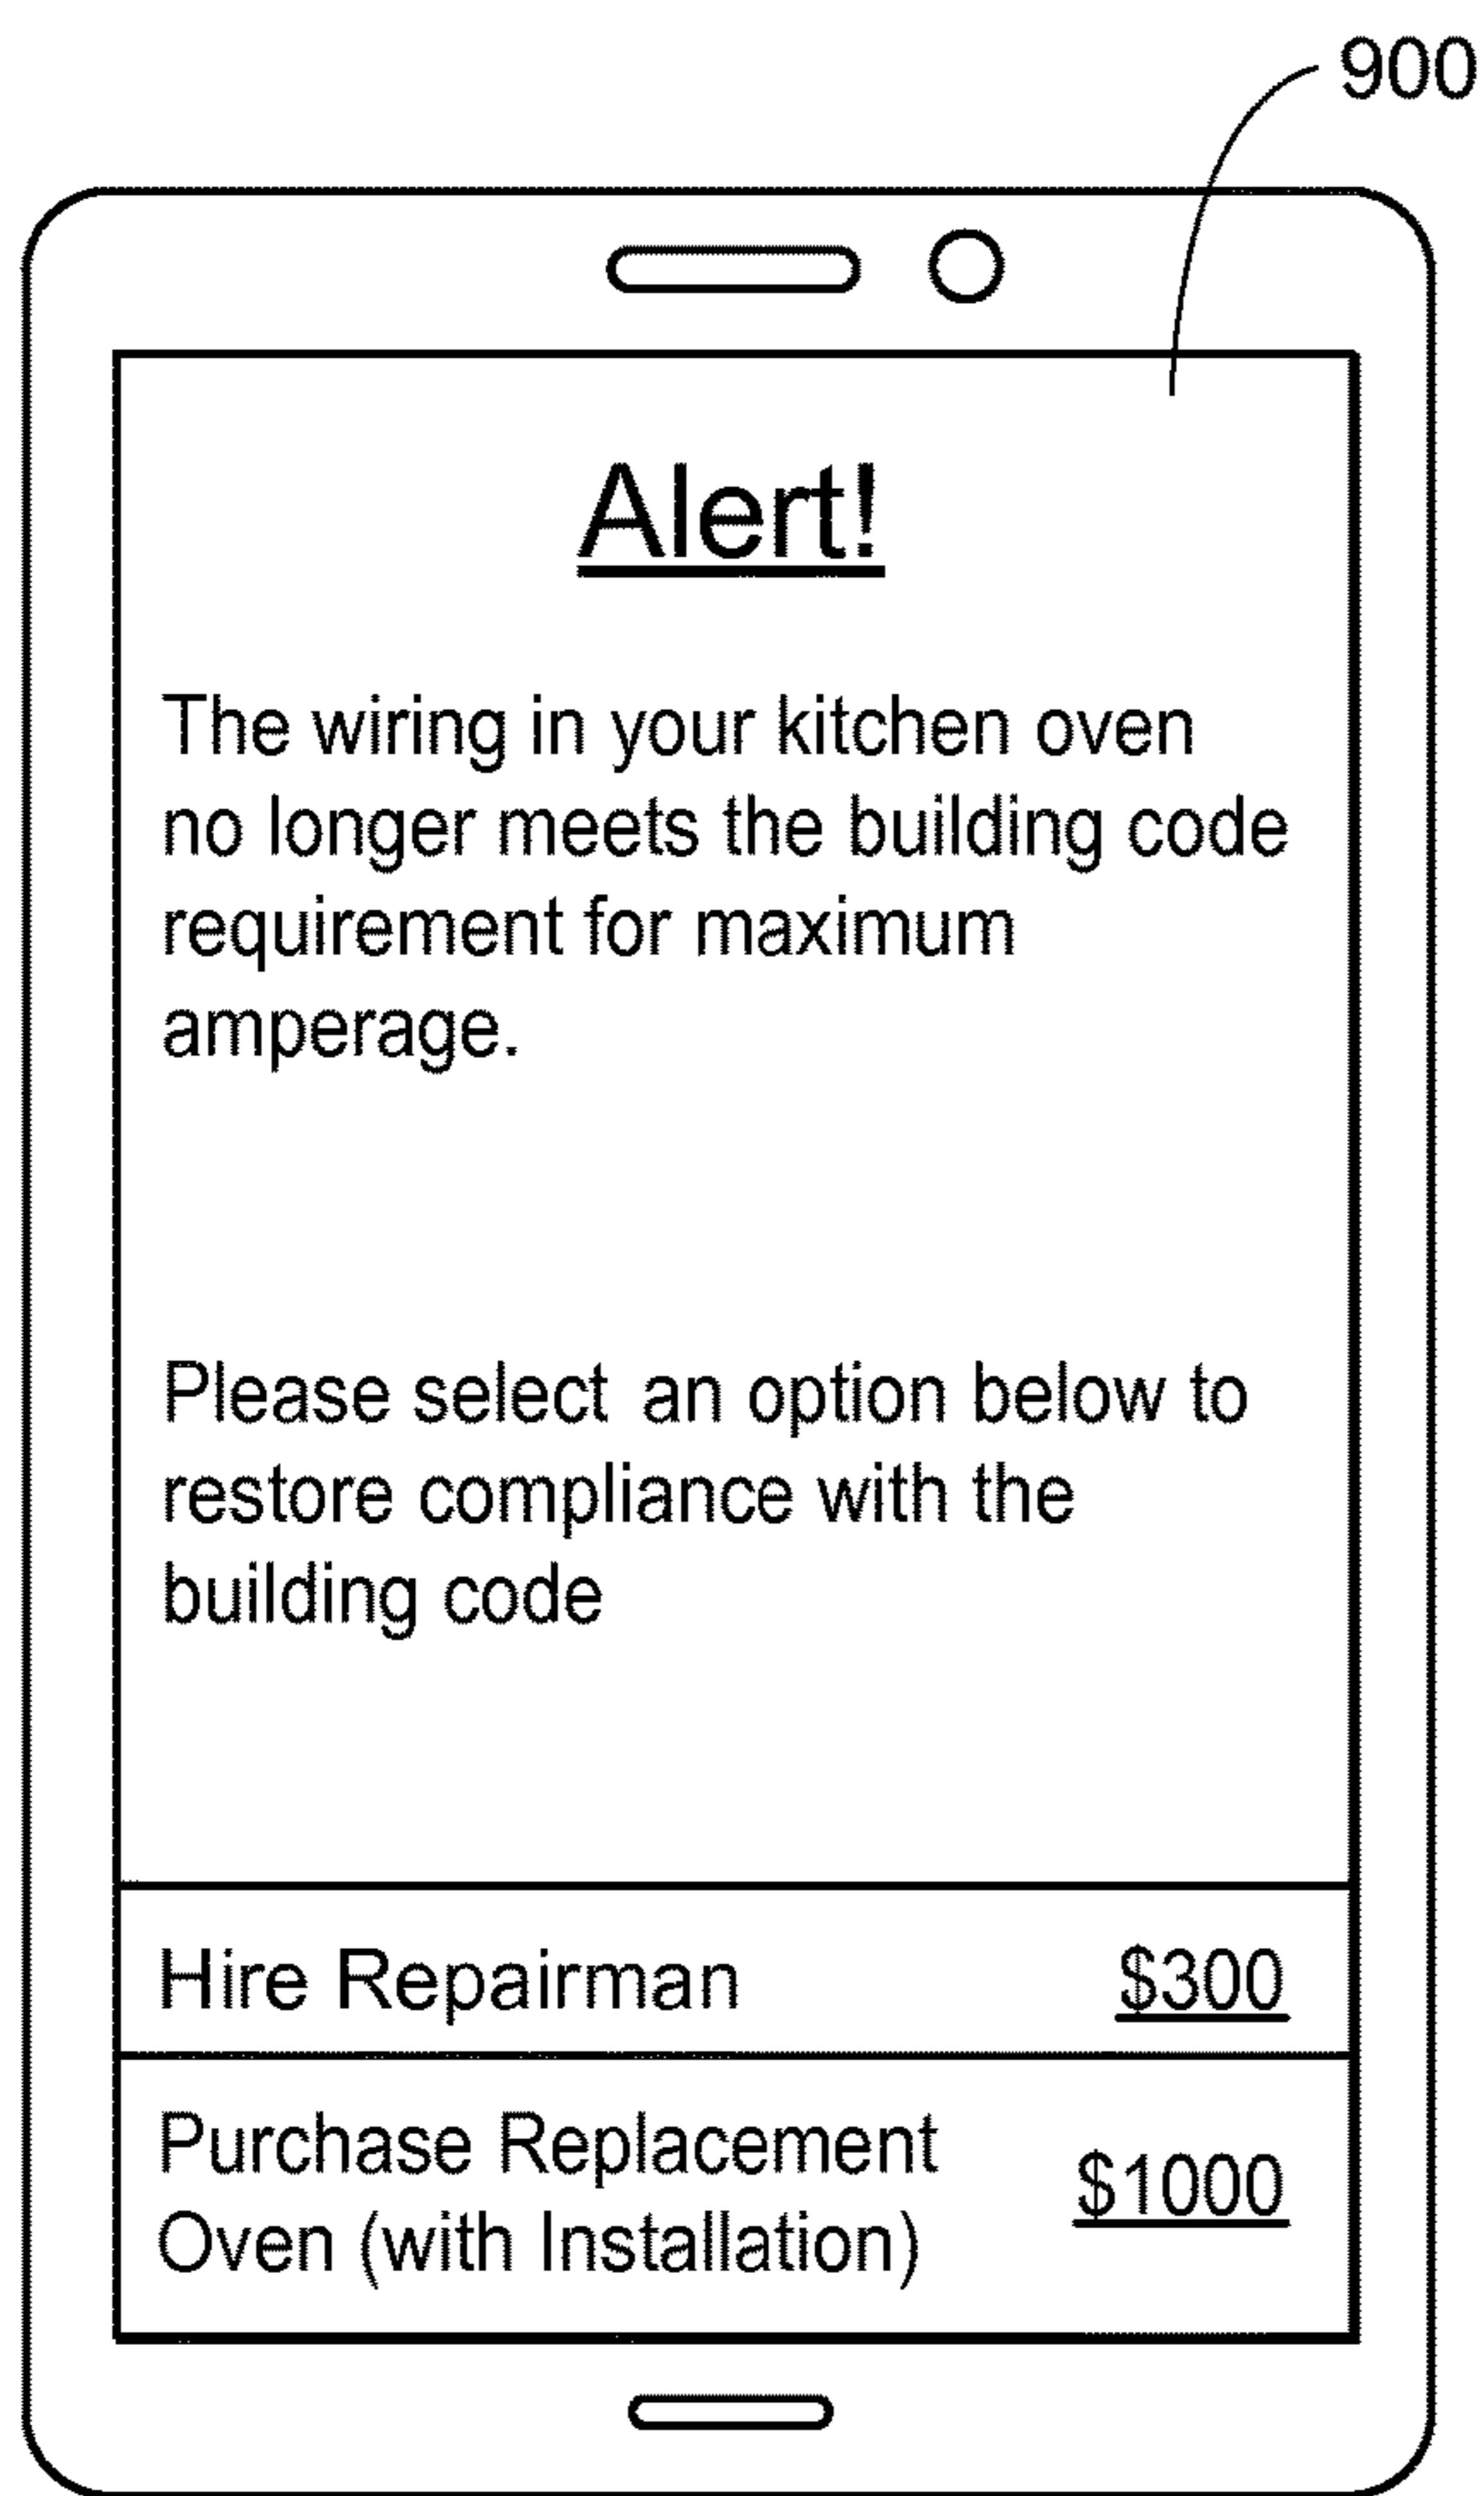 900
Alert!
The wiring in your kitchen oven
no longer meets the building code
requirement for maximum
amperage.
Please select an option below to
restore compliance with the
building code
Hire Repairman $300
Purchase Replacement
Oven (with Installation) $1000